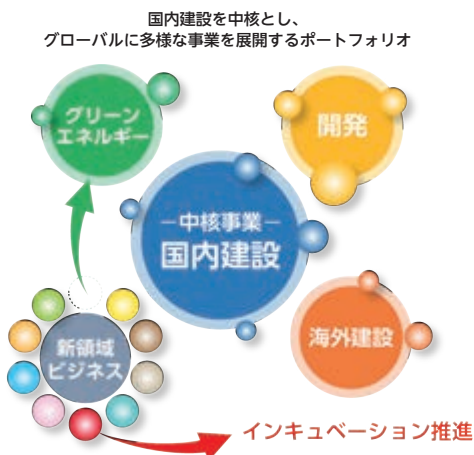 国内建設を中核とし、
グローバルに多様な事業を展開するポートフォリオ
グリーン
エネルギー
開発
－中核事業－
国内建設
新領域
ビジネス
海外建設
インキュベーション推進